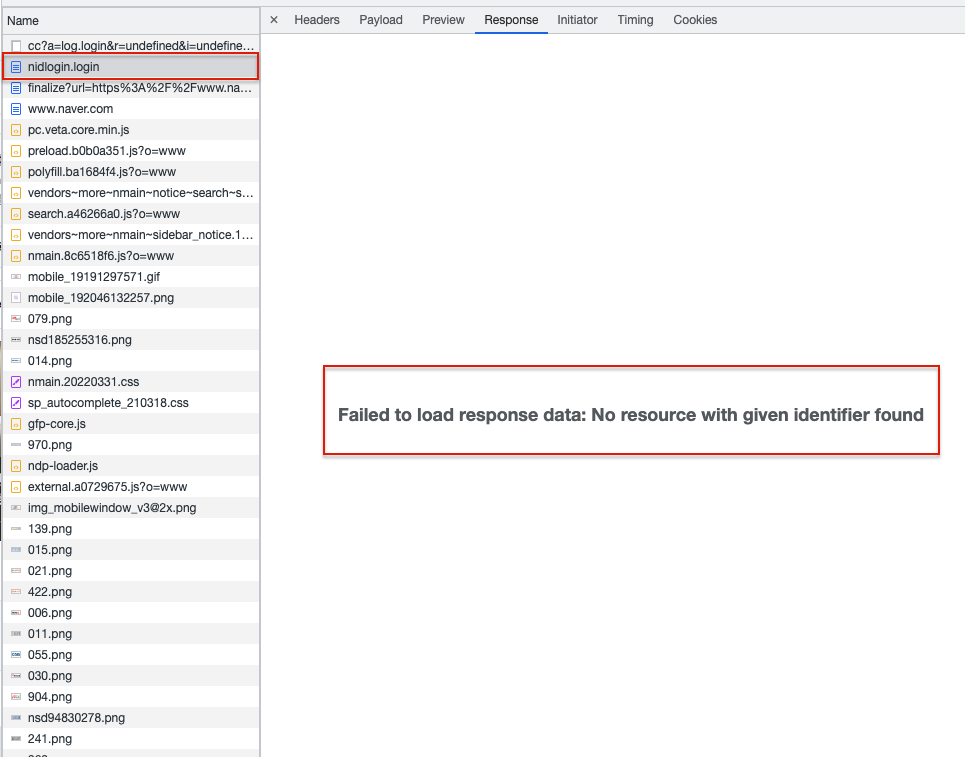 Name
× Headers Payload Preview Response Initiator Timing Cookies
cc?a=log.login&r=undefined&i=undefine...
nidlogin.login
finalize?url=https%3A%2F%2Fwww.na...
www.naver.com
pc.veta.core.min.js
preload.b0b0a351.js?o=www
polyfill.ba1684f4.js?o=www
vendors~more~nmain~notice~search~s...
search.a46266a0.js?o=www
vendors~more~nmain~sidebar_notice.1...
nmain.8c6518f6.js?o=www
mobile_19191297571.gif
mobile_192046132257.png
079.png
nsd185255316.png
014.png
nmain.20220331.css
sp_autocomplete_210318.css
gfp-core.js
970.png
ndp-loader.js
external.a0729675.js?o=www
img_mobilewindow_v3@2x.png
139.png
015.png
021.png
422.png
006.png
011.png
055.png
030.png
904.png
nsd94830278.png
241.png
Failed to load response data: No resource with given identifier found